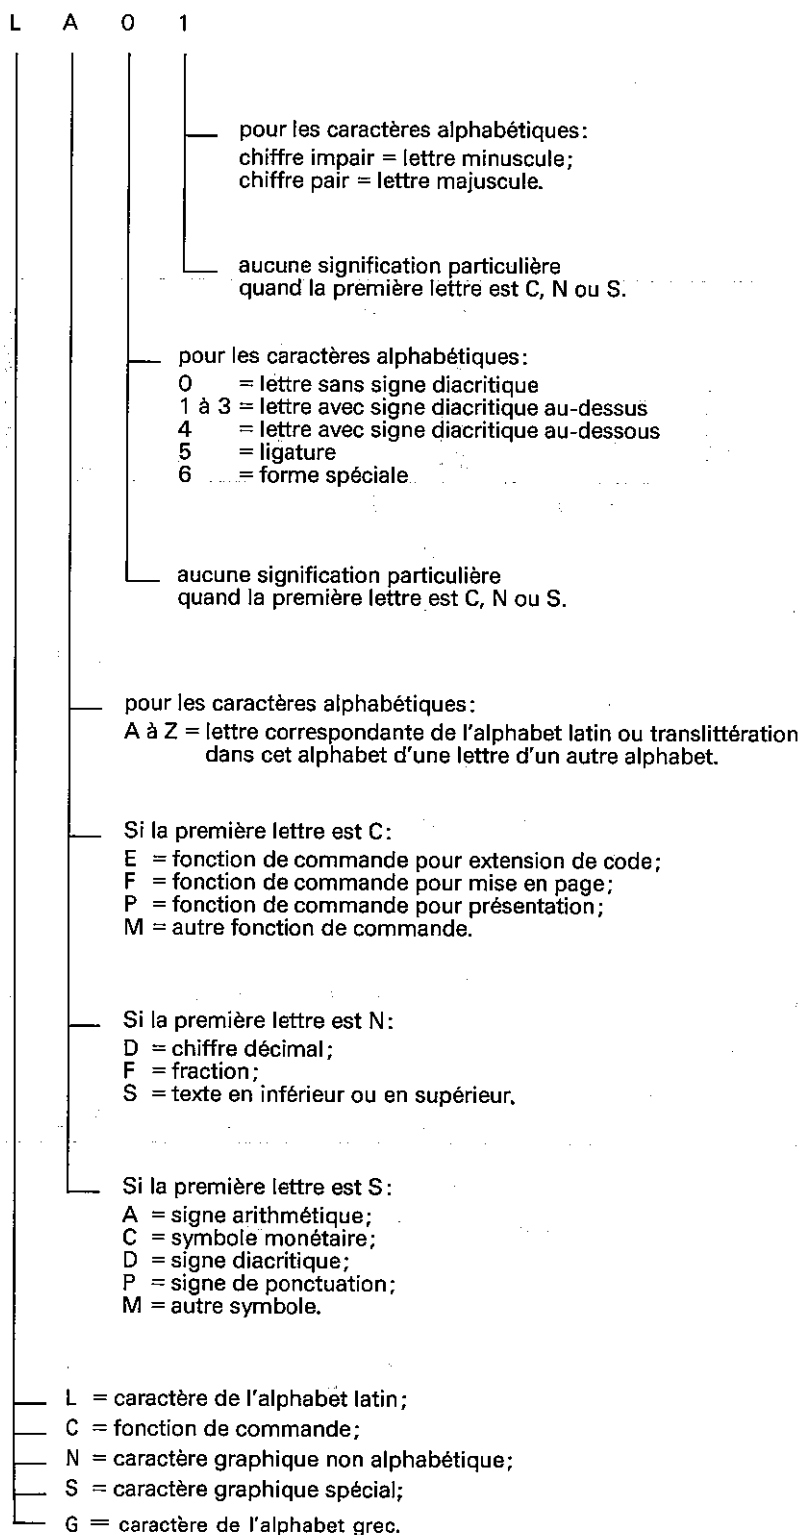 L A 0 1
pour les caractères alphabétiques:
chiffre impair = lettre minuscule;
chiffre pair = lettre majuscule.
aucune signification particulière
quand la première lettre est C, N ou S.
pour les caractères alphabétiques:
0 = lettre sans signe diacritique
1 à 3 = lettre avec signe diacritique au-dessus
4 = lettre avec signe diacritique au-dessous
5 = ligature
6 = forme spéciale
aucune signification particulière
quand la première lettre est C, N ou S.
pour les caractères alphabétiques:
A à Z = lettre correspondante de l'alphabet latin ou translittération
dans cet alphabet d'une lettre d'un autre alphabet.
Si la première lettre est C:
E = fonction de commande pour extension de code;
F = fonction de commande pour mise en page;
P = fonction de commande pour présentation;
M = autre fonction de commande.
Si la première lettre est N:
D = chiffre décimal;
F = fraction;
S = texte en inférieur ou en supérieur.
Si la première lettre est S:
A = signe arithmétique;
C = symbole monétaire;
D = signe diacritique;
P = signe de ponctuation;
M = autre symbole.
L = caractère de l'alphabet latin;
C = fonction de commande;
N = caractère graphique non alphabétique;
S = caractère graphique spécial;
G = caractère de l'alphabet grec.